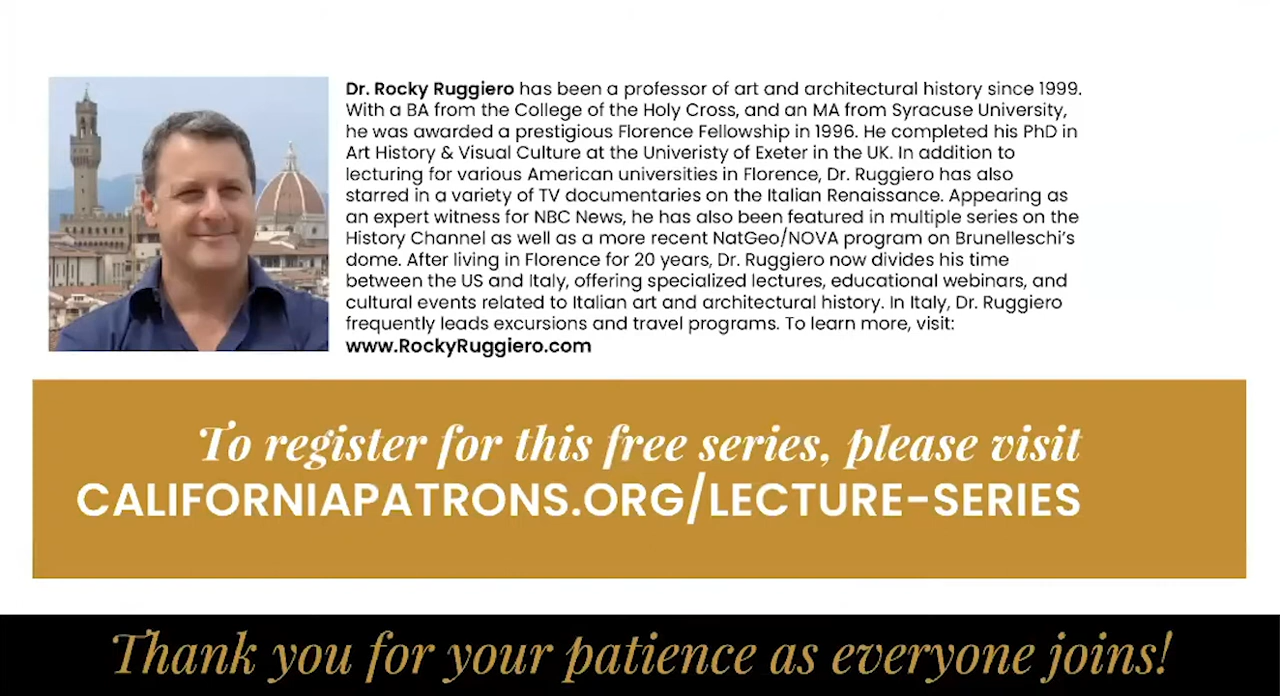 Dr. Rocky Ruggiero has been a professor of art and architectural history since 1999.
With a BA from the College of the Holy Cross, and an MA from Syracuse University,
he was awarded a prestigious Florence Fellowship in 1996. He completed his PhD in
Art History & Visual Culture at the Univeristy of Exeter in the UK. In addition to
lecturing for various American universities in Florence, Dr. Ruggiero has also
starred in a variety of TV documentaries on the Italian Renaissance. Appearing as
an expert witness for NBC News, he has also been featured in multiple series on the
History Channel as well as a more recent NatGeo/NOVA program on Brunelleschi's
dome. After living in Florence for 20 years, Dr. Ruggiero now divides his time
between the US and Italy, offering specialized lectures, educational webinars, and
cultural events related to Italian art and architectural history. In Italy, Dr. Ruggiero
frequently leads excursions and travel programs. To learn more, visit:
www.RockyRuggiero.com
To register for this free series, please visit
CALIFORNIAPATRONS.ORG/LECTURE-SERIES
Thank you for your patience as everyone joins!